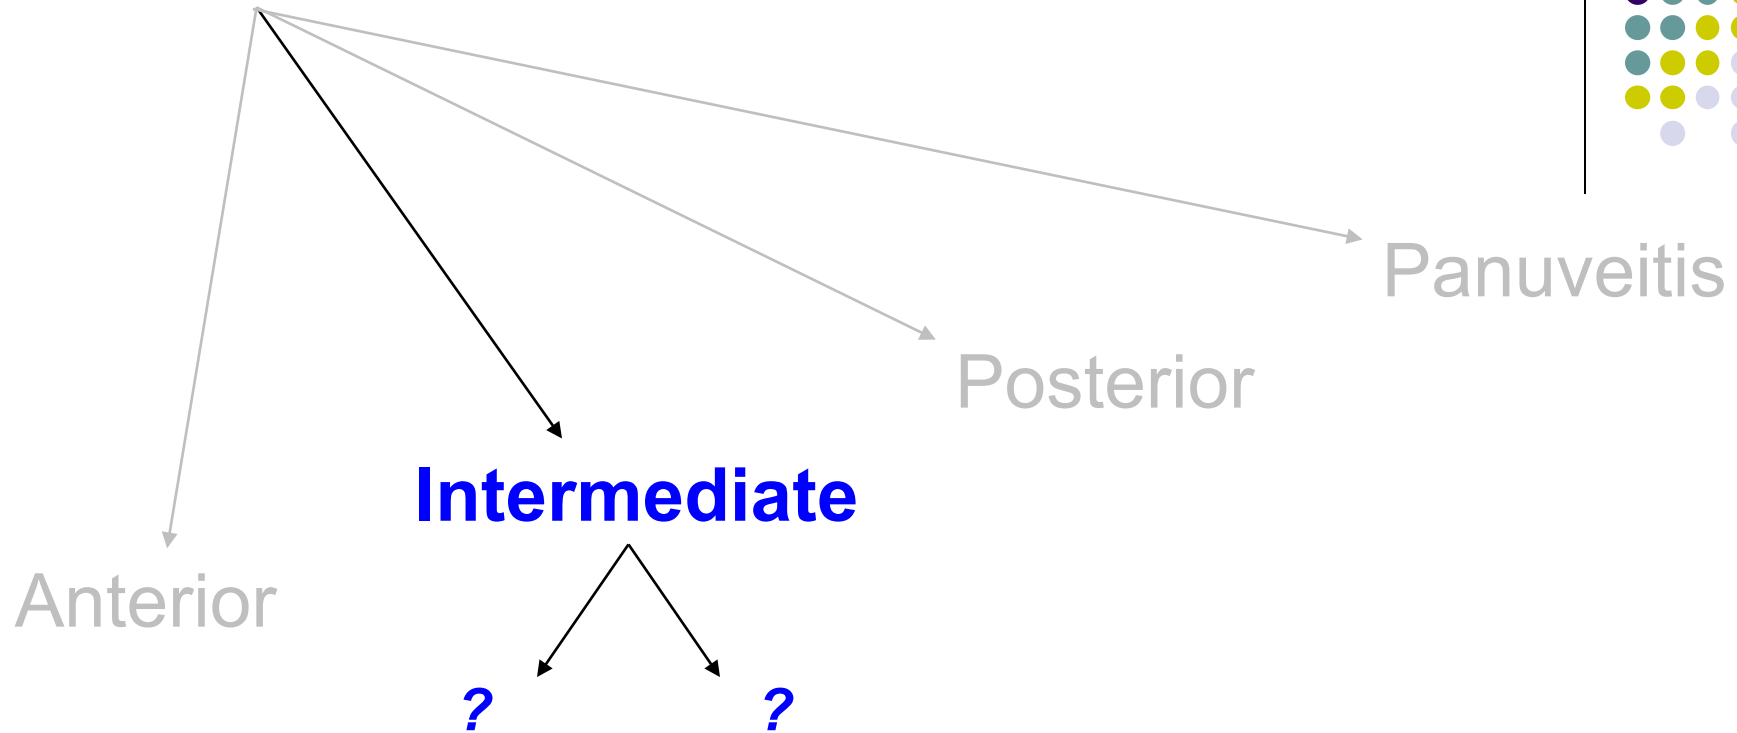 Panuveitis
Posterior
Intermediate
Anterior
? ?